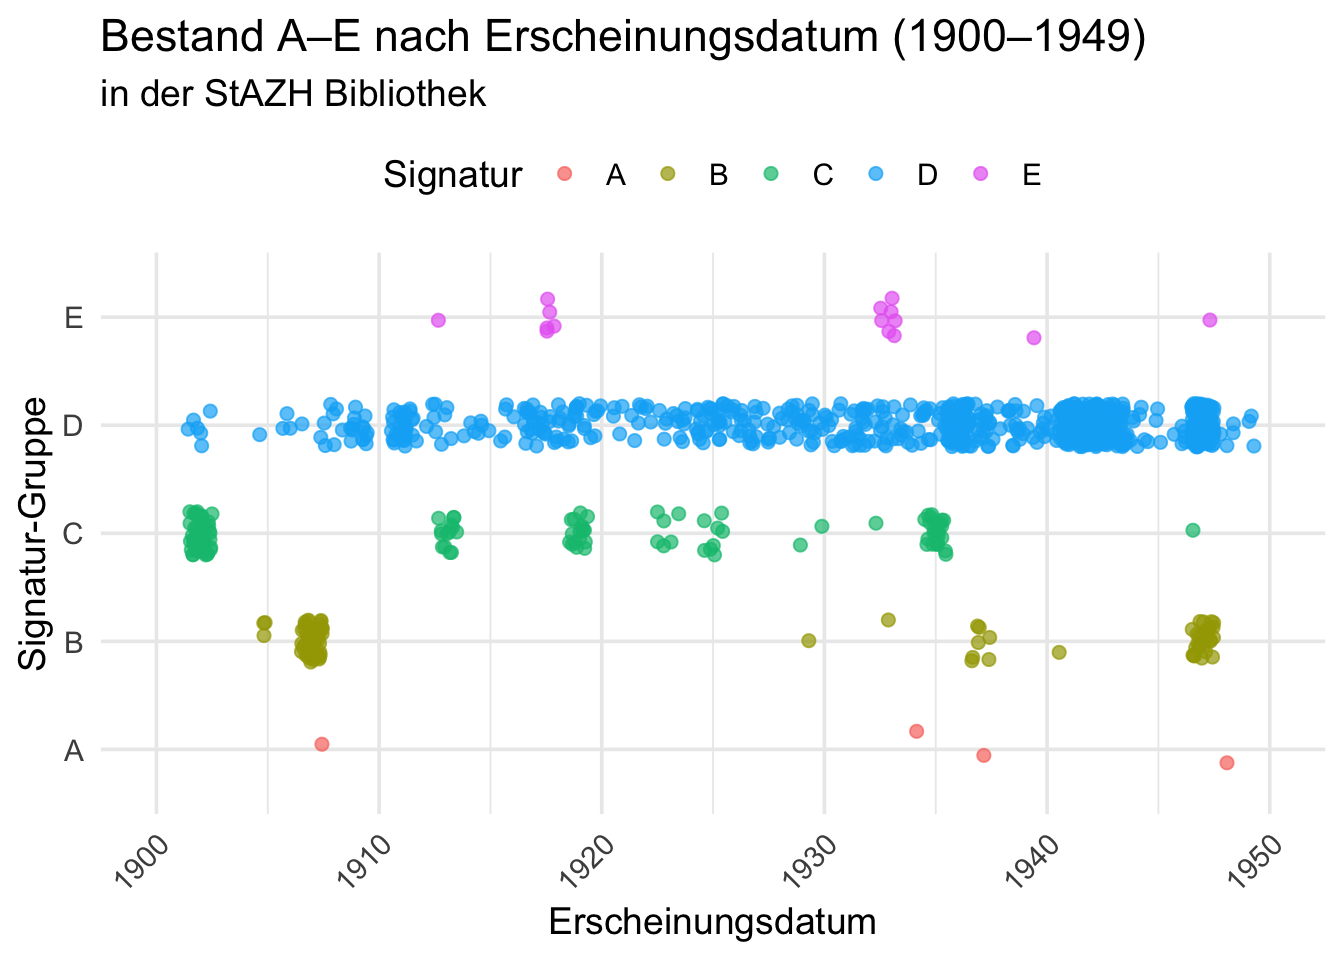 Bestand A–E nach Erscheinungsdatum (1900–1949)
in der StAZH Bibliothek
Signatur A B C D E
E
D
C
B
A
Signatur-Gruppe
1900 1910 1920 1930 1940 1950
Erscheinungsdatum